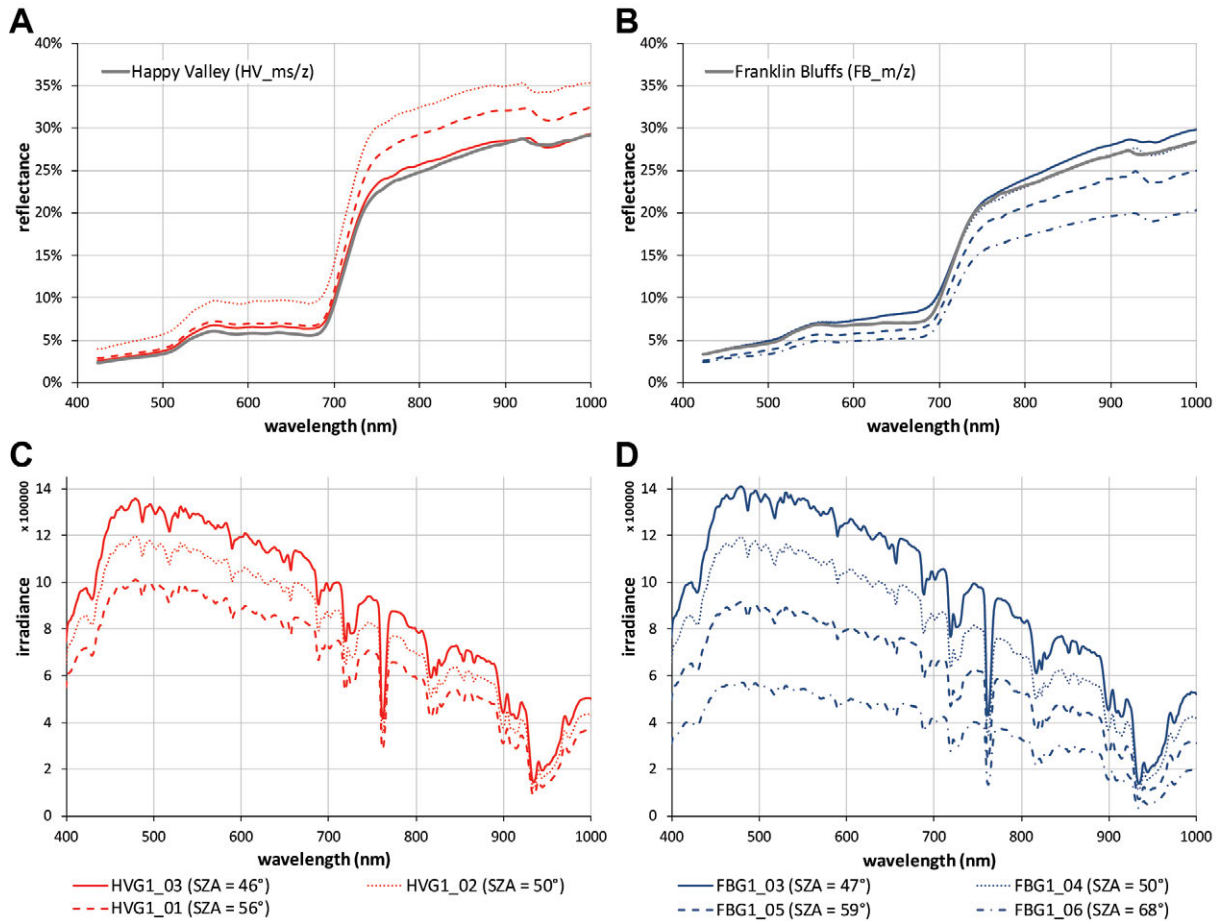 A
B
40%
35%
30%
25%
20%
15%
10%
5%
0%
reflectance
Happy Valley (HV_ms/z)
400 500 600 700 800 900 1000
wavelength (nm)
40%
35%
30%
25%
20%
15%
10%
5%
0%
reflectance
Franklin Bluffs (FB_m/z)
400 500 600 700 800 900 1000
wavelength (nm)
C
D
14
12
10
8
6
4
2
0
x 100000
irradiance
400 500 600 700 800 900 1000
wavelength (nm)
14
12
10
8
6
4
2
0
x 100000
irradiance
400 500 600 700 800 900 1000
wavelength (nm)
HVG1_03 (SZA = 46°) HVG1_02 (SZA = 50°)
HVG1_01 (SZA = 56°)
FBG1_03 (SZA = 47°) FBG1_04 (SZA = 50°)
FBG1_05 (SZA = 59°) FBG1_06 (SZA = 68°)